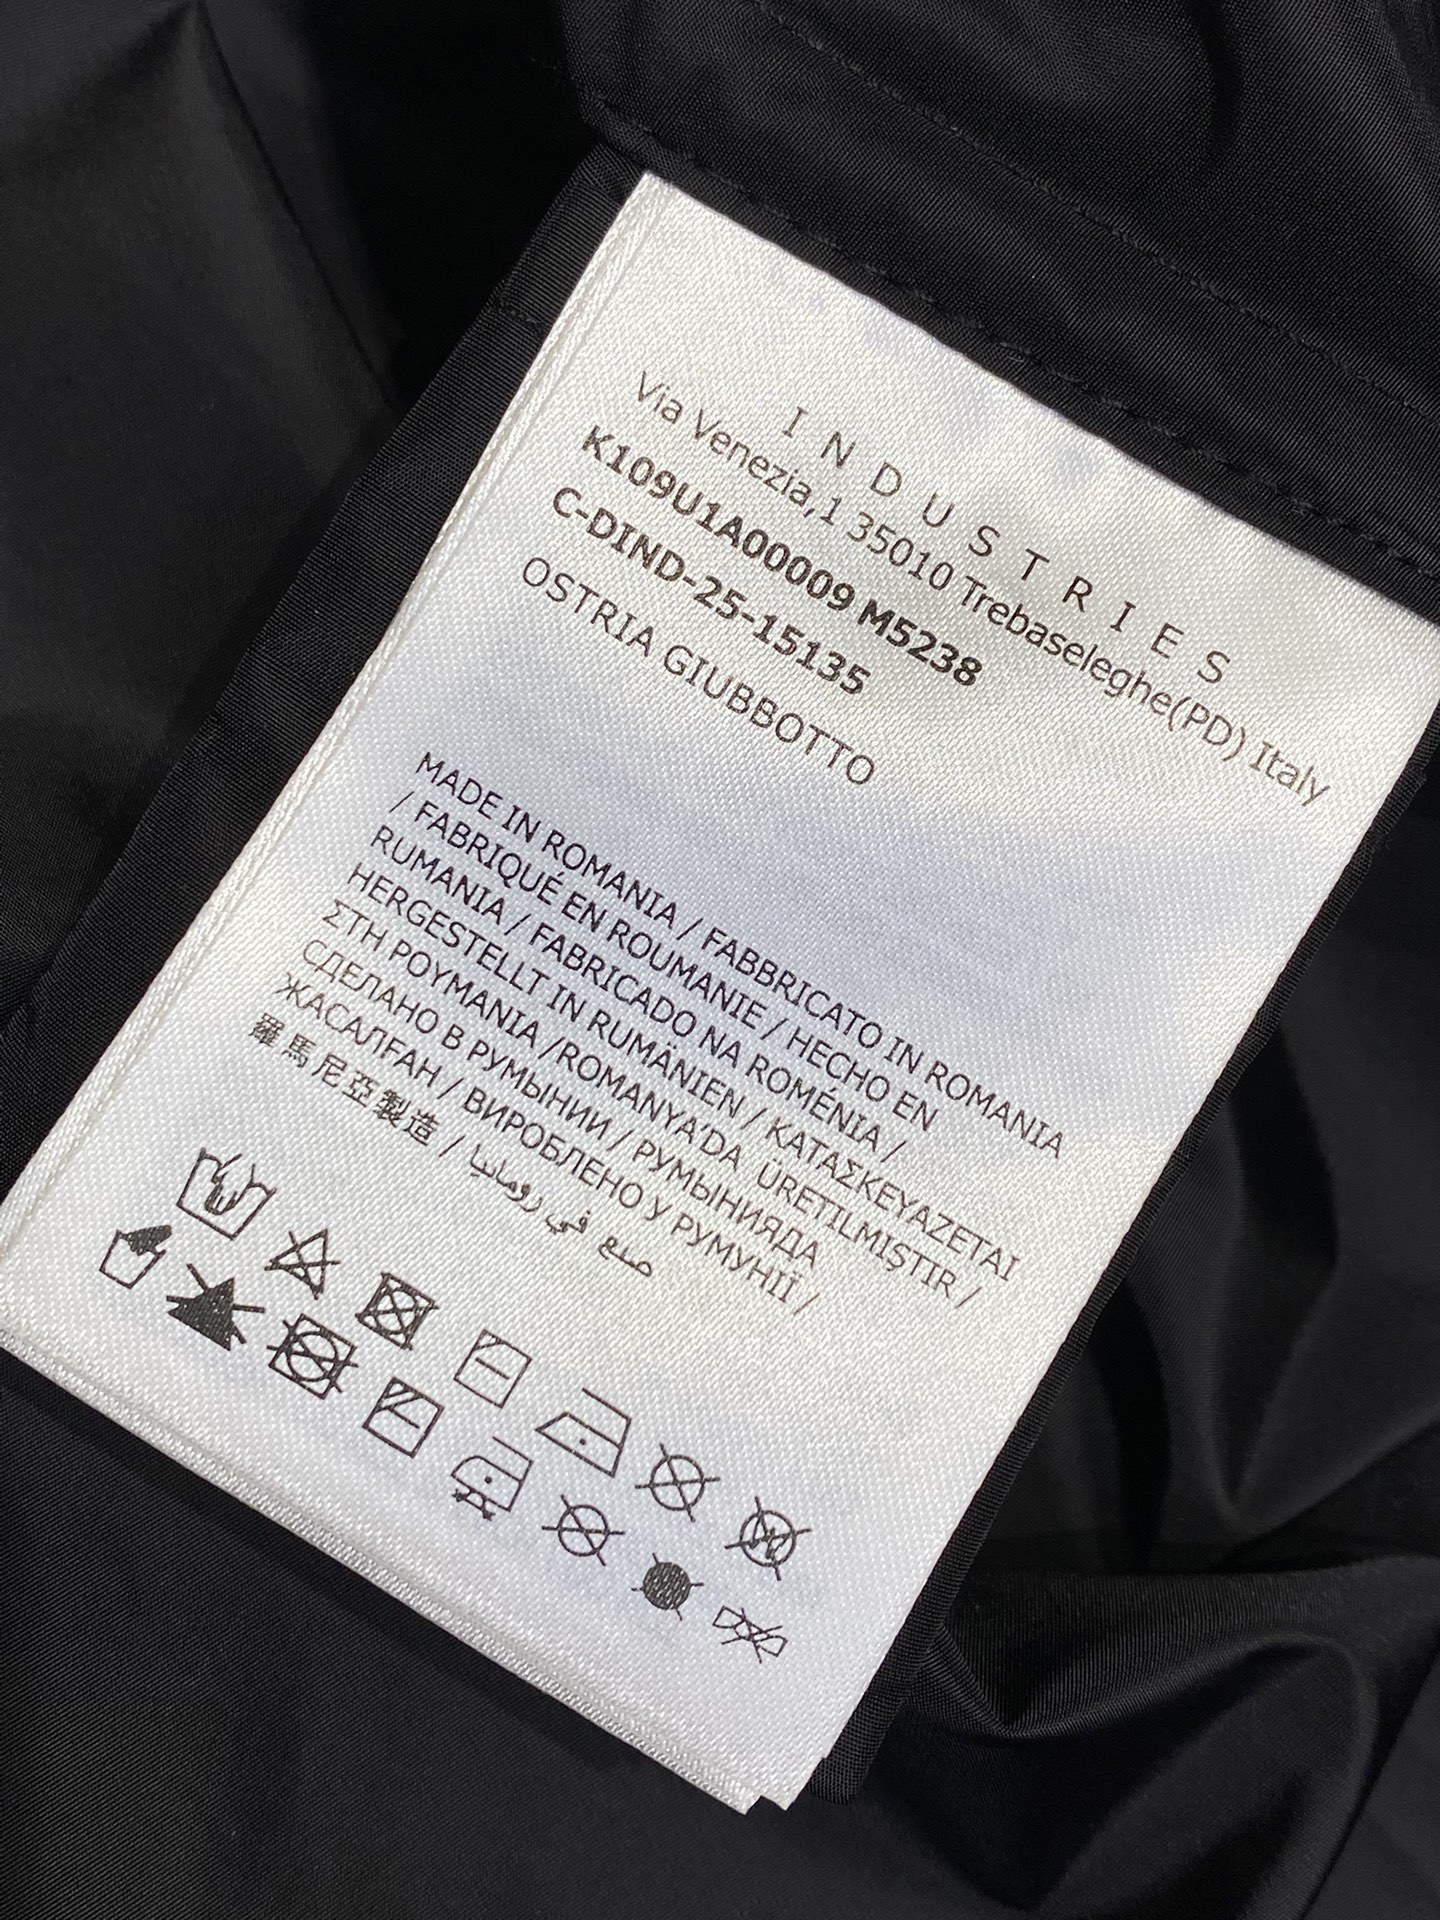 INDUSTRIES
Via Venezia,1 35010 Trebaseleghe(PD) Italy
K109U1A00009 M5238
C-DIND-25-15135
OSTRIA GIUBBOTTO
MADE IN ROMANIA / FABBRICATO IN ROMANIA
/ FABRIQUÉ EN ROUMANIE / HECHO EN
RUMANIA / FABRICADO NA ROMÉNIA /
HERGESTELLT IN RUMÄNIEN / ΚΑΤΑΣΚΕΥΑΖΕΤΑΙ
ΣΤΗ ΡΟΥΜΑΝΙΑ /ROMANYA'DA ÜRETILMIŞTIR /
СДЕЛАНО В РУМЫНИИ / РУМЫНИЯДА
ЖАСАЛҒАН / ВИРОБЛЕНО У РУМУНІЇ /
羅馬尼亞製造 / صنع في رومانيا